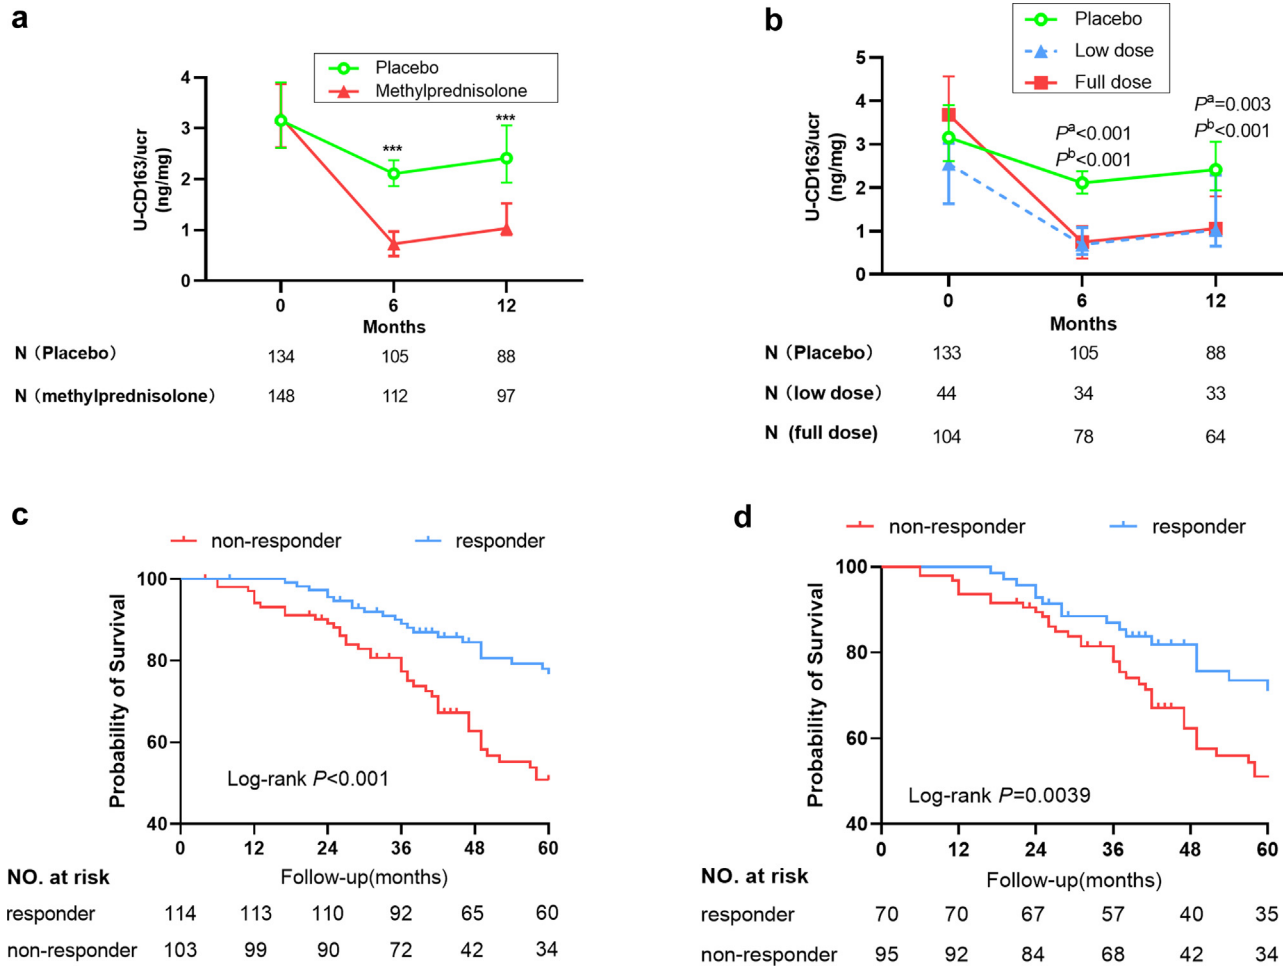 a
Placebo
Methylprednisolone
4
3
2
1
0
U-CD163/ucr
(ng/mg)
***
***
0 6 12
Months
N（Placebo） 134 105 88
N（methylprednisolone） 148 112 97
b
Placebo
Low dose
Full dose
5
4
3
2
1
0
U-CD163/ucr
(ng/mg)
Pa<0.001
Pb<0.001
Pa=0.003
Pb<0.001
0 6 12
Months
N（Placebo） 133 105 88
N（low dose） 44 34 33
N (full dose) 104 78 64
c
non-responder responder
100
80
60
40
Probability of Survival
Log-rank P<0.001
0 12 24 36 48 60
Follow-up(months)
NO. at risk
responder 114 113 110 92 65 60
non-responder 103 99 90 72 42 34
d
non-responder responder
100
80
60
40
Probability of Survival
Log-rank P=0.0039
0 12 24 36 48 60
Follow-up(months)
NO. at risk
responder 70 70 67 57 40 35
non-responder 95 92 84 68 42 34